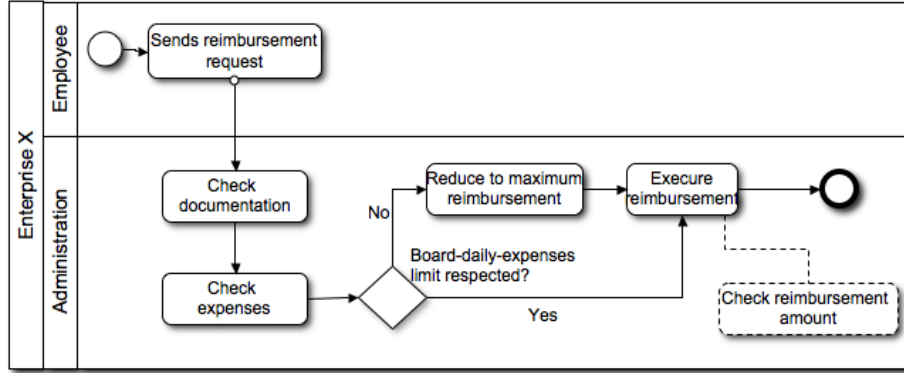 Enterprise X
Employee
Sends reimbursement
request
Administration
Check
documentation
Check
expenses
No
Board-daily-expenses
limit respected?
Yes
Reduce to maximum
reimbursement
Execure
reimbursement
Check reimbursement
amount